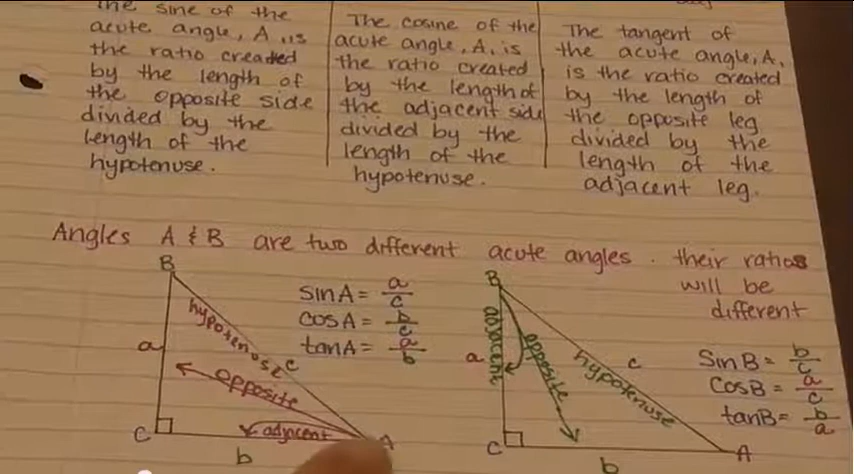 the sine of the
acute angle, A, is
the ratio created
by the length of
the opposite side
divided by the
length of the
hypotenuse.
The cosine of the
acute angle, A, is
the ratio created
by the length of
the adjacent side
divided by the
length of the
hypotenuse.
The tangent of
the acute angle, A,
is the ratio created
by the length of
the opposite leg
divided by the
length of the
adjacent leg.
Angles A & B are two different acute angles. their ratios
will be
different
B
hypotenuse
a
c
opposite
adjacent
C
b
A
sinA = a/c
cosA = b/c
tanA = a/b
B
adjacent
a
opposite
hypotenuse
c
C
b
A
SinB = b/c
CosB = a/c
tanB = b/a